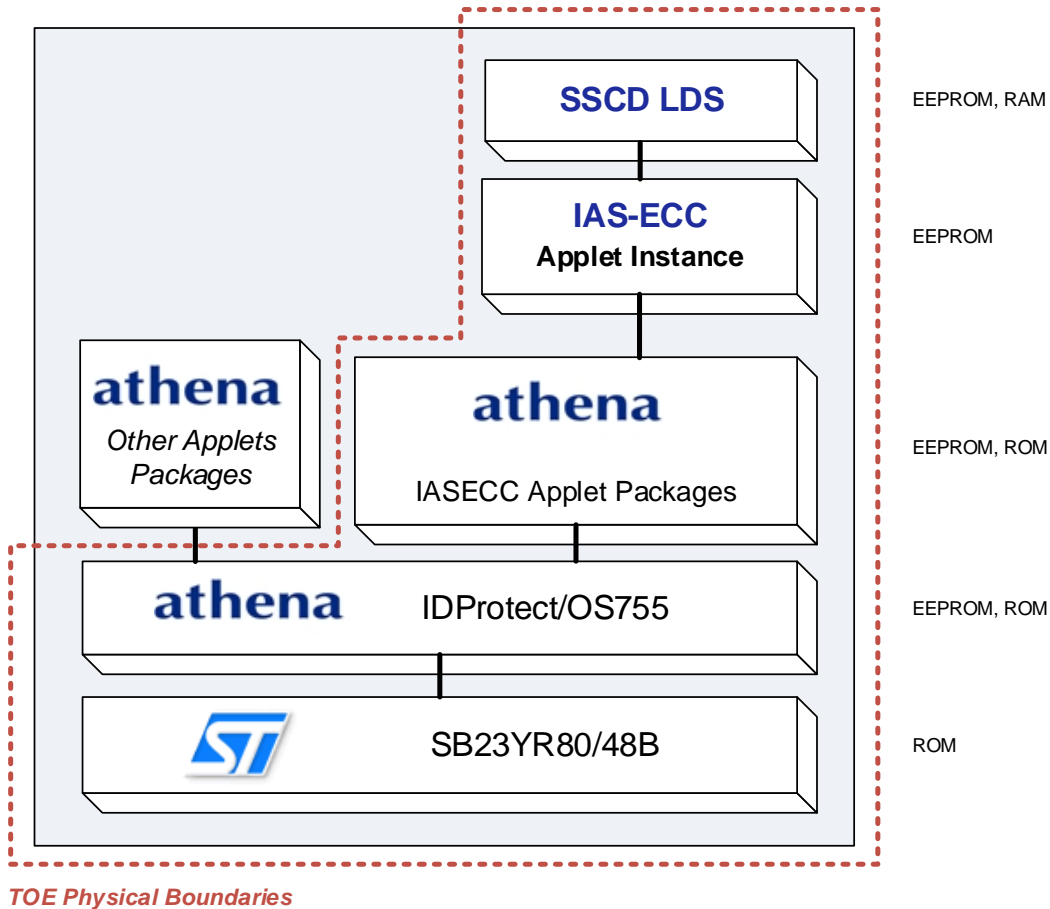 SSCD LDS
EEPROM, RAM
IAS-ECC
Applet Instance
EEPROM
athena
Other Applets
Packages
athena
IASECC Applet Packages
EEPROM, ROM
athena IDProtect/OS755
EEPROM, ROM
ST SB23YR80/48B
ROM
TOE Physical Boundaries